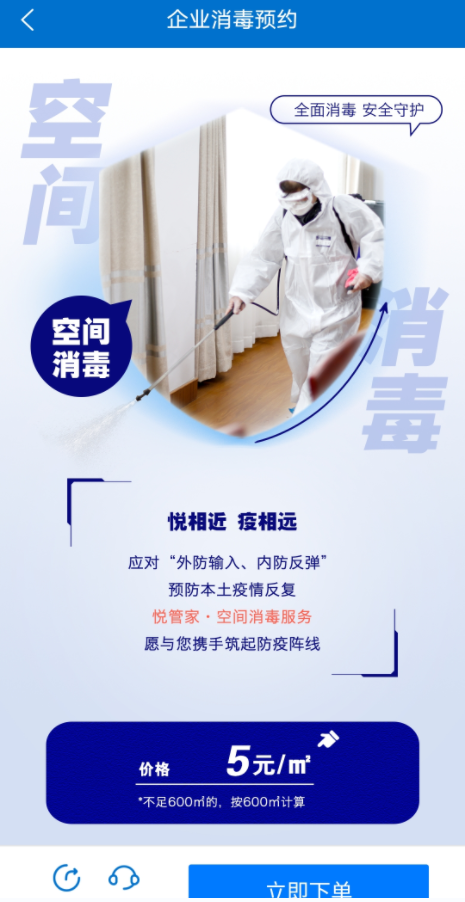 企业消毒预约
全面消毒 安全守护
空间
消毒
空间
消毒
悦相近 疫相远
应对“外防输入、内防反弹”
预防本土疫情反复
悦管家·空间消毒服务
愿与您携手筑起防疫阵线
价格 5元/㎡
*不足600㎡的，按600㎡计算
立即下单